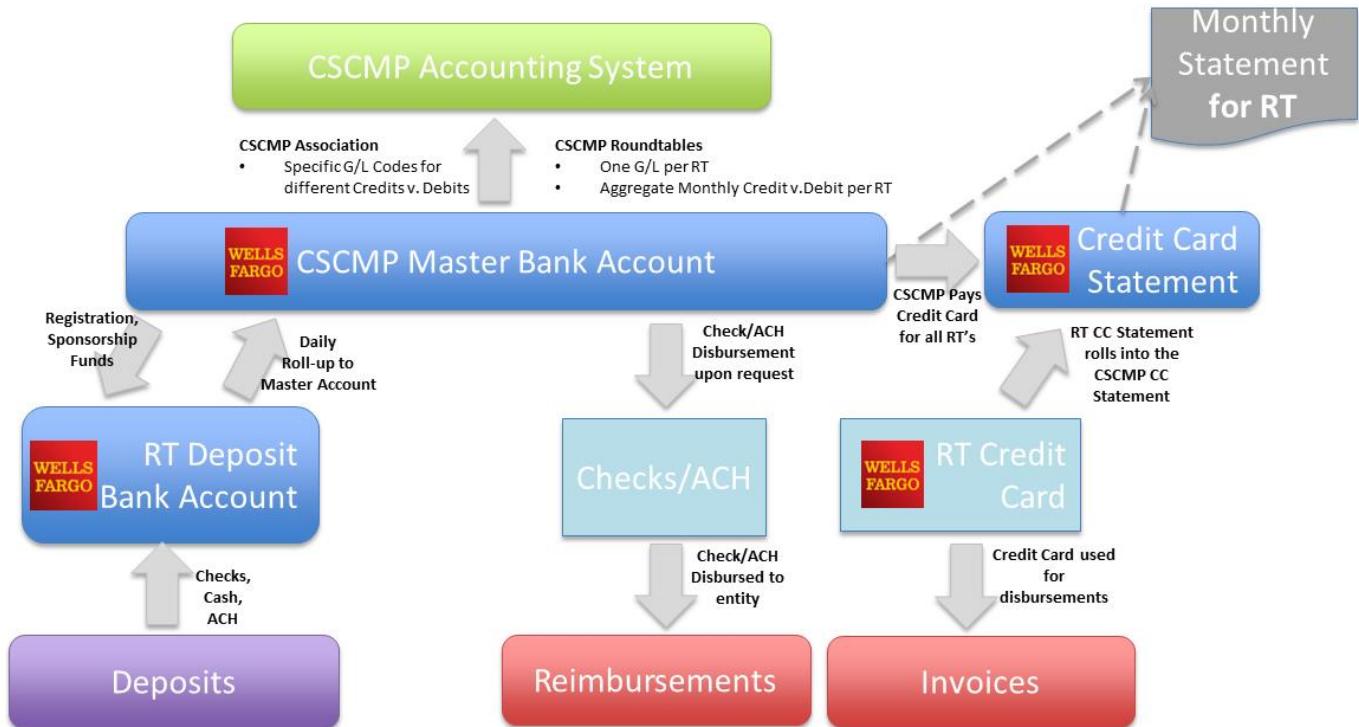 Monthly
Statement
for RT
CSCMP Accounting System
CSCMP Association
• Specific G/L Codes for
different Credits v. Debits
CSCMP Roundtables
• One G/L per RT
• Aggregate Monthly Credit v.Debit per RT
WELLS
FARGO
CSCMP Master Bank Account
WELLS
FARGO
Credit Card
Statement
Registration,
Sponsorship
Funds
Daily
Roll-up to
Master Account
Check/ACH
Disbursement
upon request
CSCMP Pays
Credit Card
for all RT's
RT CC Statement
rolls into the
CSCMP CC
Statement
WELLS
FARGO
RT Deposit
Bank Account
Checks/ACH
WELLS
FARGO
RT Credit
Card
Checks,
Cash,
ACH
Check/ACH
Disbursed to
entity
Credit Card used
for
disbursements
Deposits
Reimbursements
Invoices